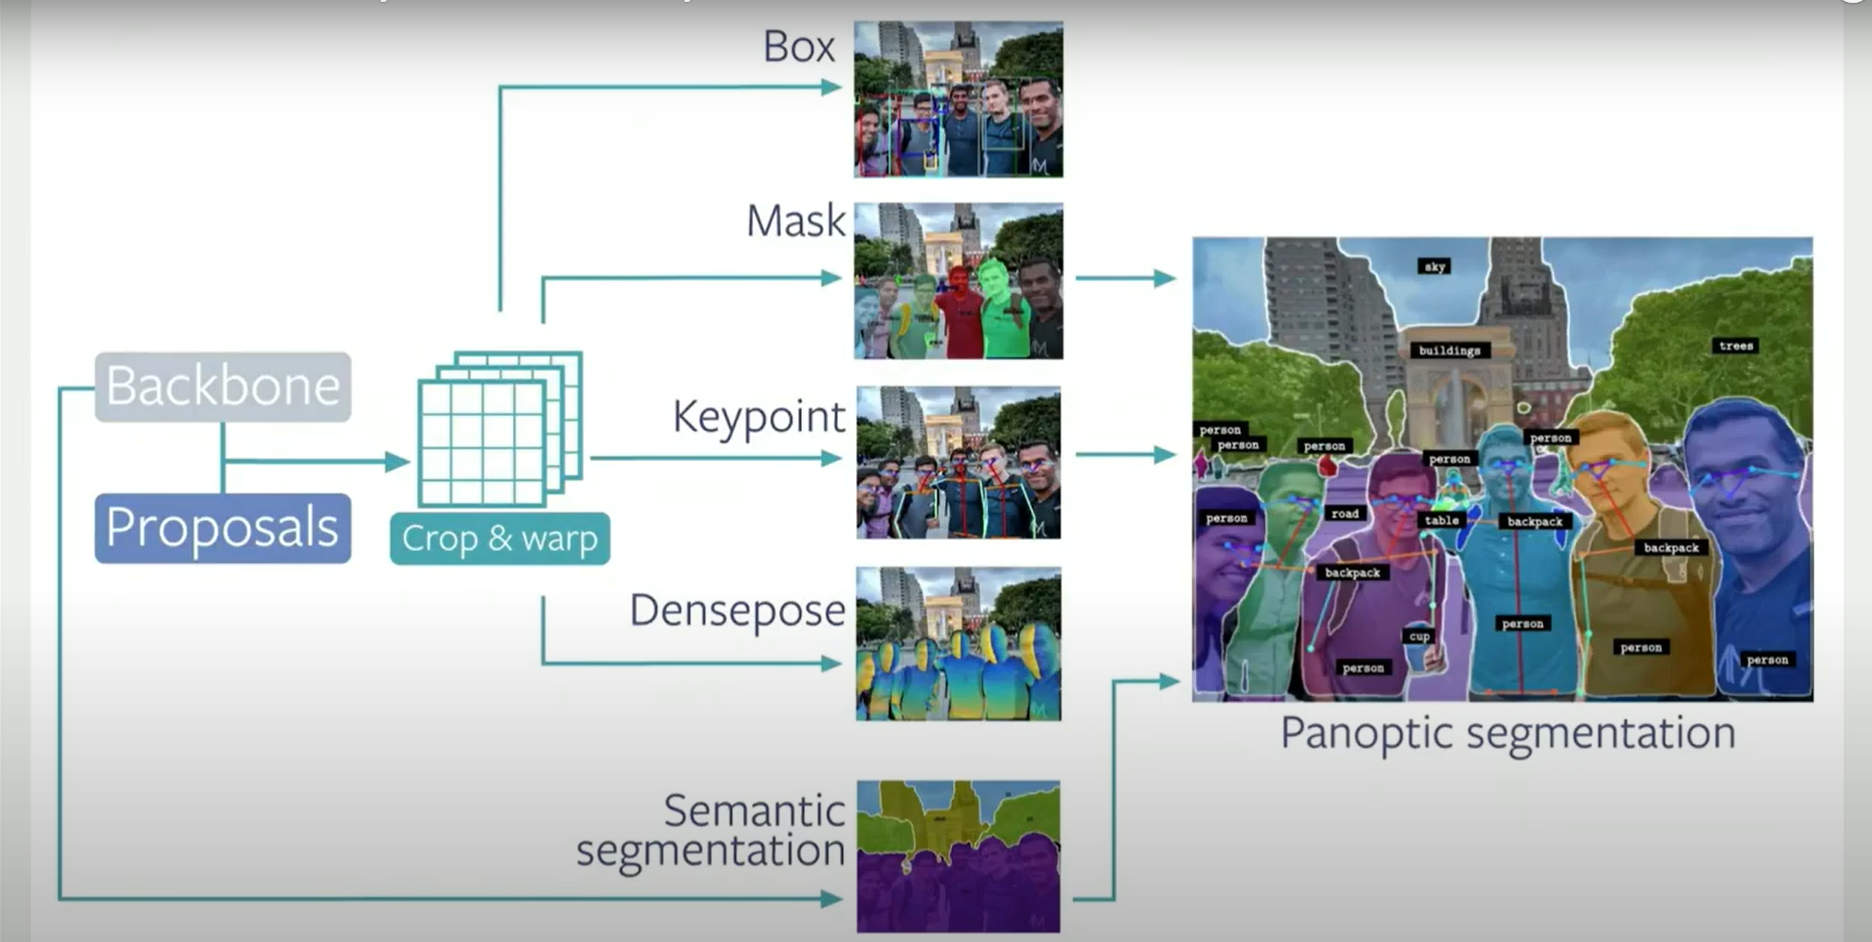 Box
Mask
Keypoint
Densepose
Semantic
segmentation
Backbone
Proposals
Crop & warp
sky
buildings
trees
person
person
person
person
person
person
road
table
backpack
backpack
backpack
cup
person
person
person
person
Panoptic segmentation